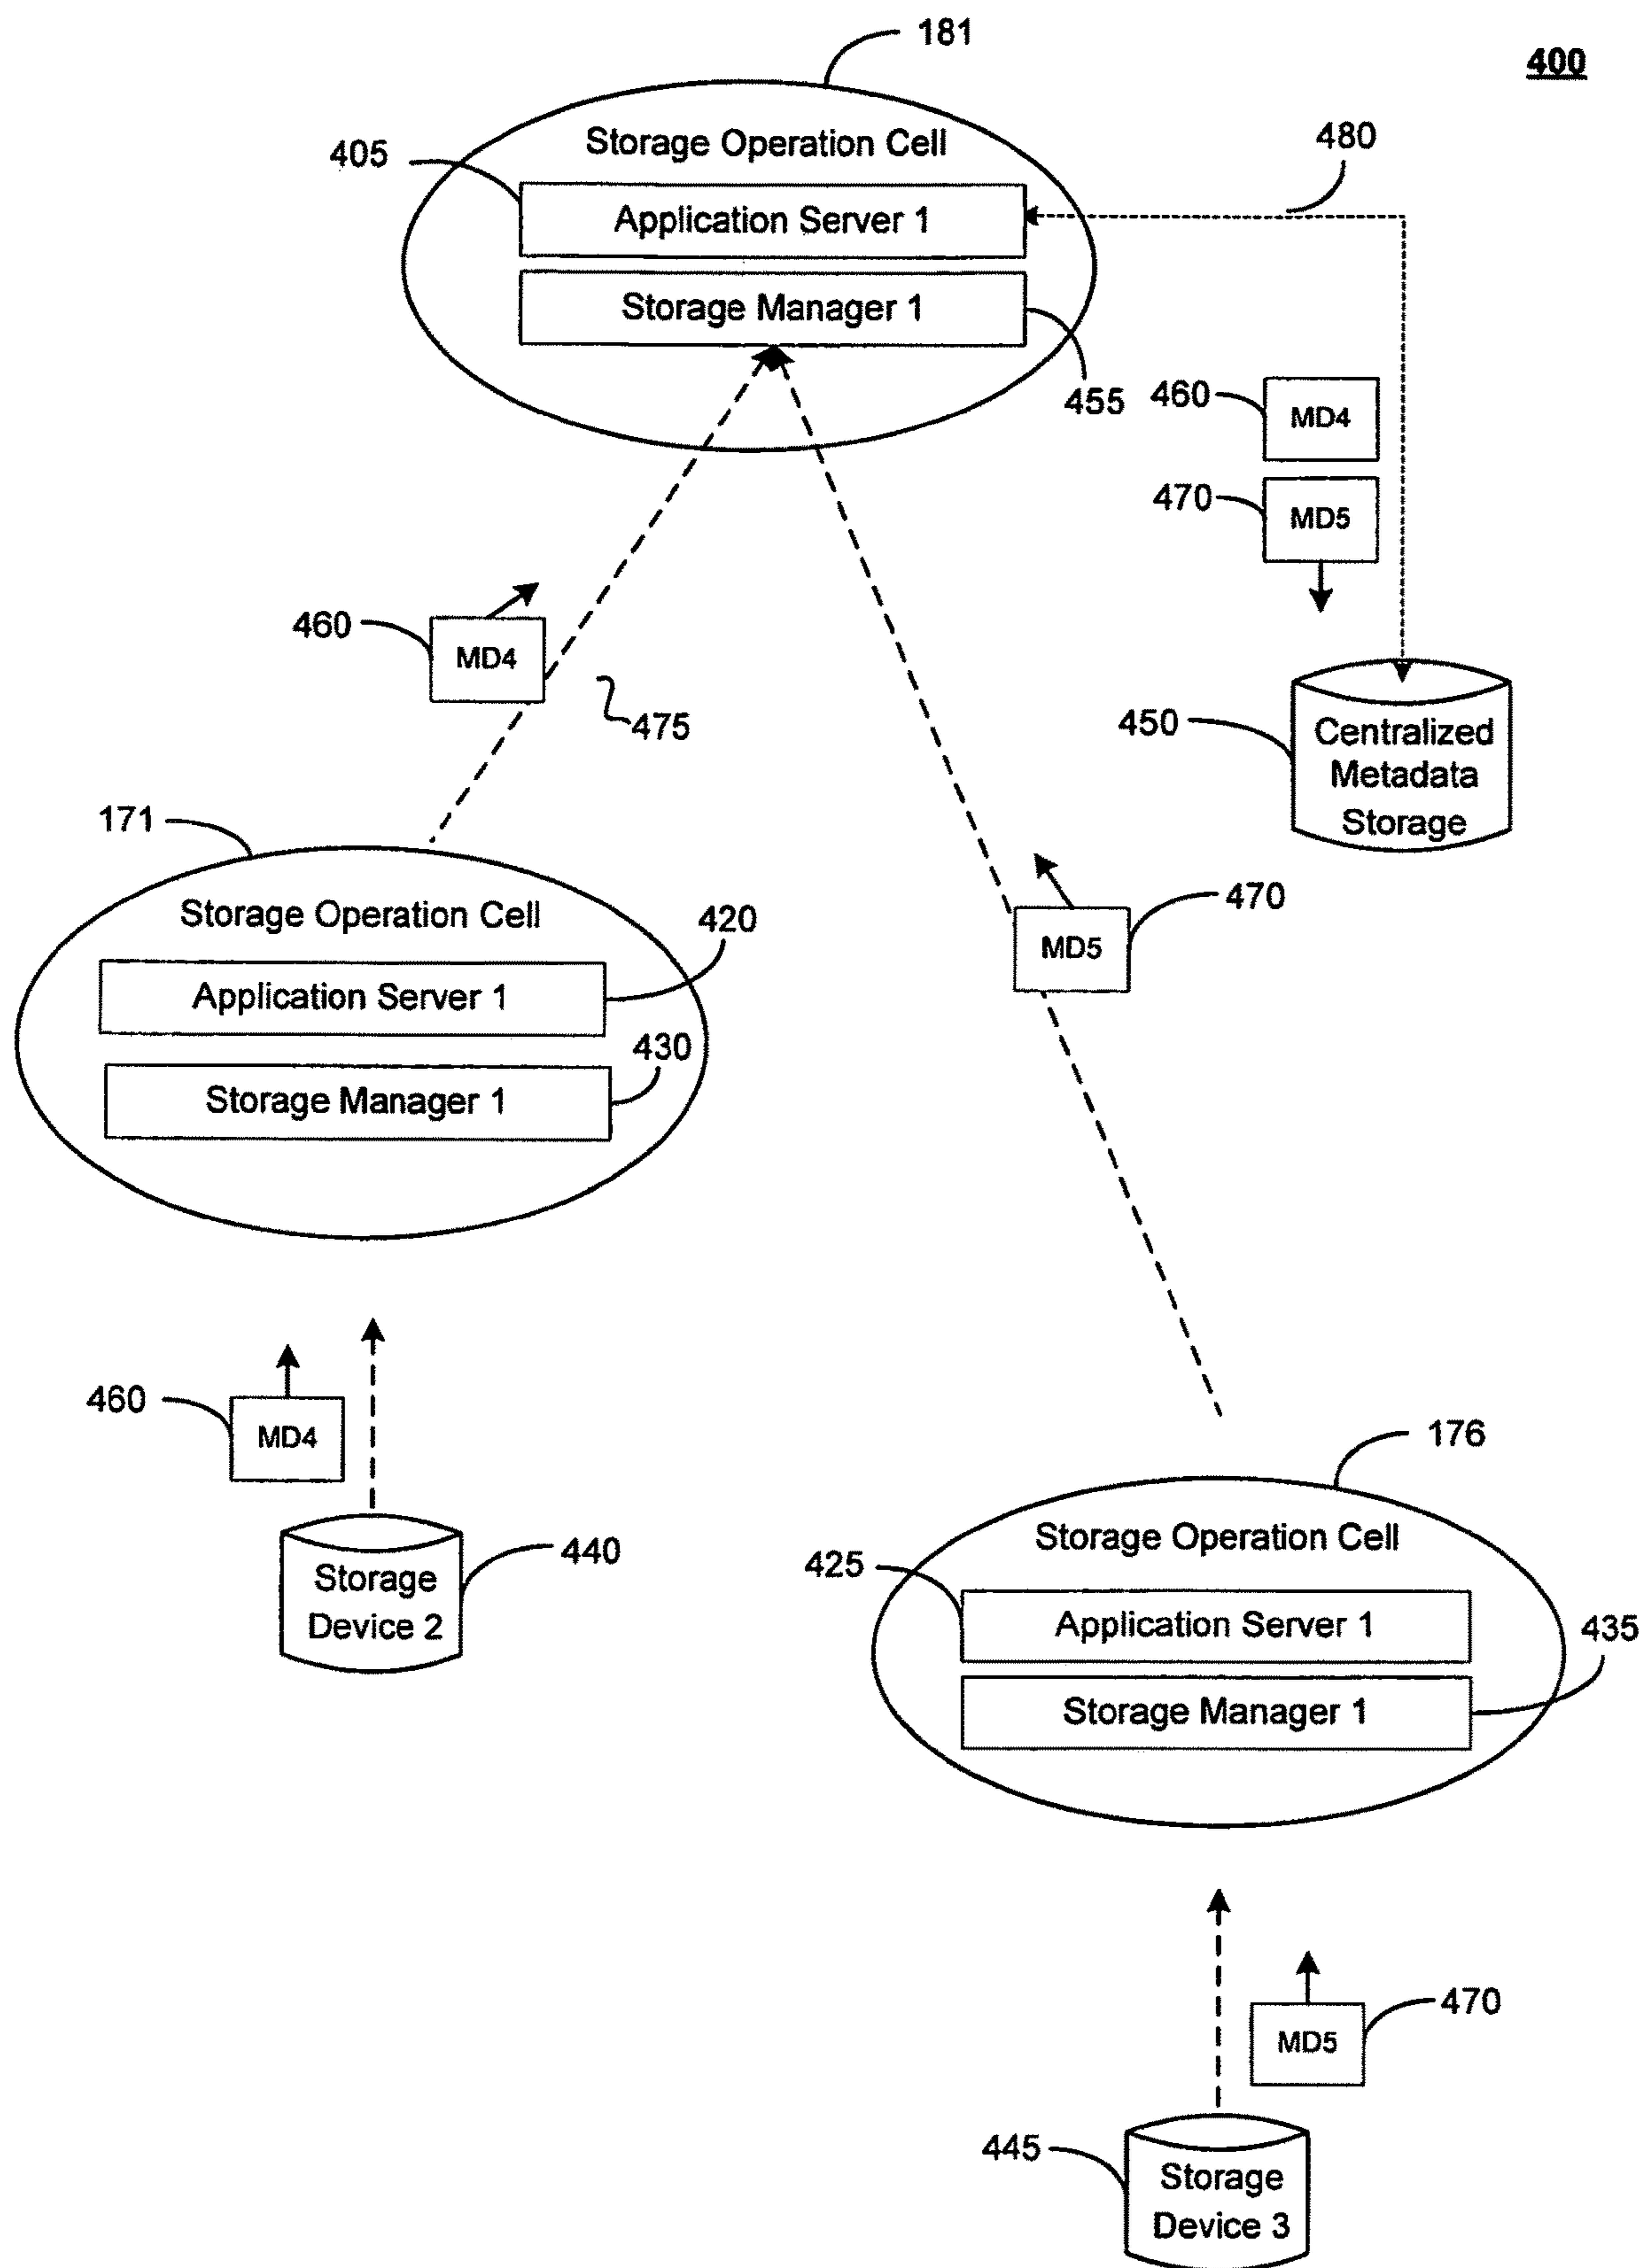 181
400
Storage Operation Cell
405
480
Application Server 1
Storage Manager 1
455
460
MD4
470
MD5
460
MD4
475
450
Centralized
Metadata
Storage
171
470
MD5
Storage Operation Cell
420
Application Server 1
430
Storage Manager 1
460
MD4
176
Storage Operation Cell
440
Storage
Device 2
425
Application Server 1
435
Storage Manager 1
470
MD5
445
Storage
Device 3